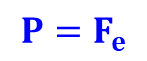 P = Fₑ